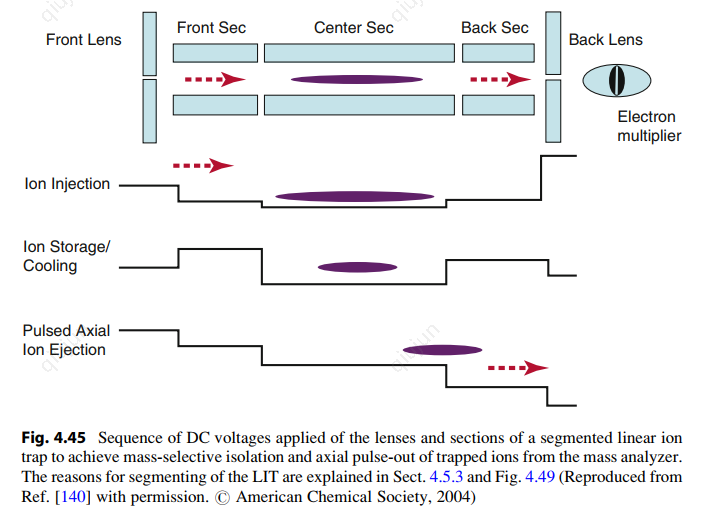 Front Lens
Front Sec
Center Sec
Back Sec
Back Lens
Electron
multiplier
Ion Injection
Ion Storage/
Cooling
Pulsed Axial
Ion Ejection
Fig. 4.45 Sequence of DC voltages applied of the lenses and sections of a segmented linear ion
trap to achieve mass-selective isolation and axial pulse-out of trapped ions from the mass analyzer.
The reasons for segmenting of the LIT are explained in Sect. 4.5.3 and Fig. 4.49 (Reproduced from
Ref. [140] with permission. © American Chemical Society, 2004)